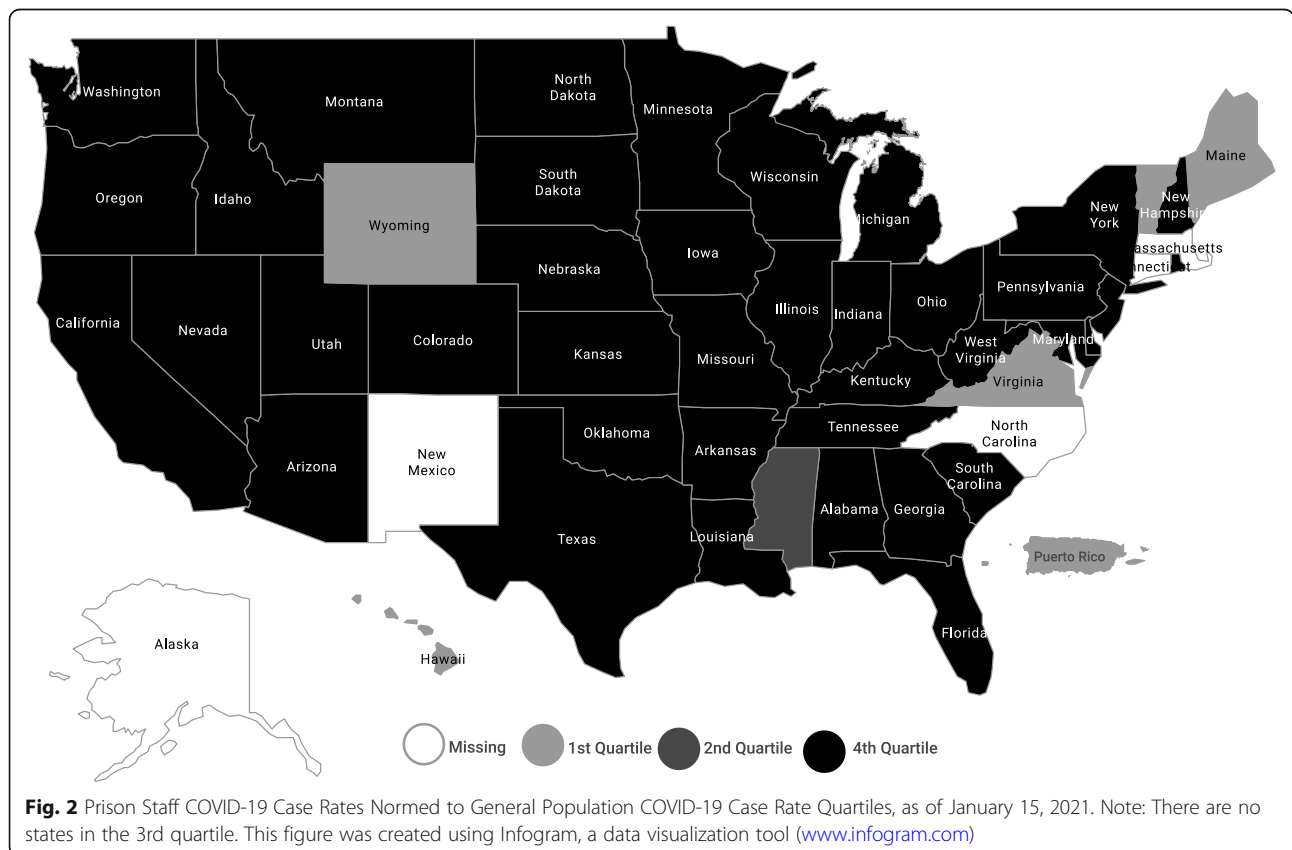 Washington
Montana
North
Dakota
Minnesota
Maine
Oregon
Idaho
Wyoming
South
Dakota
Wisconsin
Michigan
New
York
New
Hampshire
Massachusetts
Connecticut
Iowa
Nebraska
Pennsylvania
California
Nevada
Utah
Colorado
Kansas
Missouri
Illinois
Indiana
Ohio
West
Virginia
Maryland
Virginia
Kentucky
Arizona
New
Mexico
Oklahoma
Arkansas
Tennessee
North
Carolina
South
Carolina
Texas
Louisiana
Alabama
Georgia
Puerto Rico
Florida
Alaska
Hawaii
Missing 1st Quartile 2nd Quartile 4th Quartile
Fig. 2 Prison Staff COVID-19 Case Rates Normed to General Population COVID-19 Case Rate Quartiles, as of January 15, 2021. Note: There are no
states in the 3rd quartile. This figure was created using Infogram, a data visualization tool (www.infogram.com)